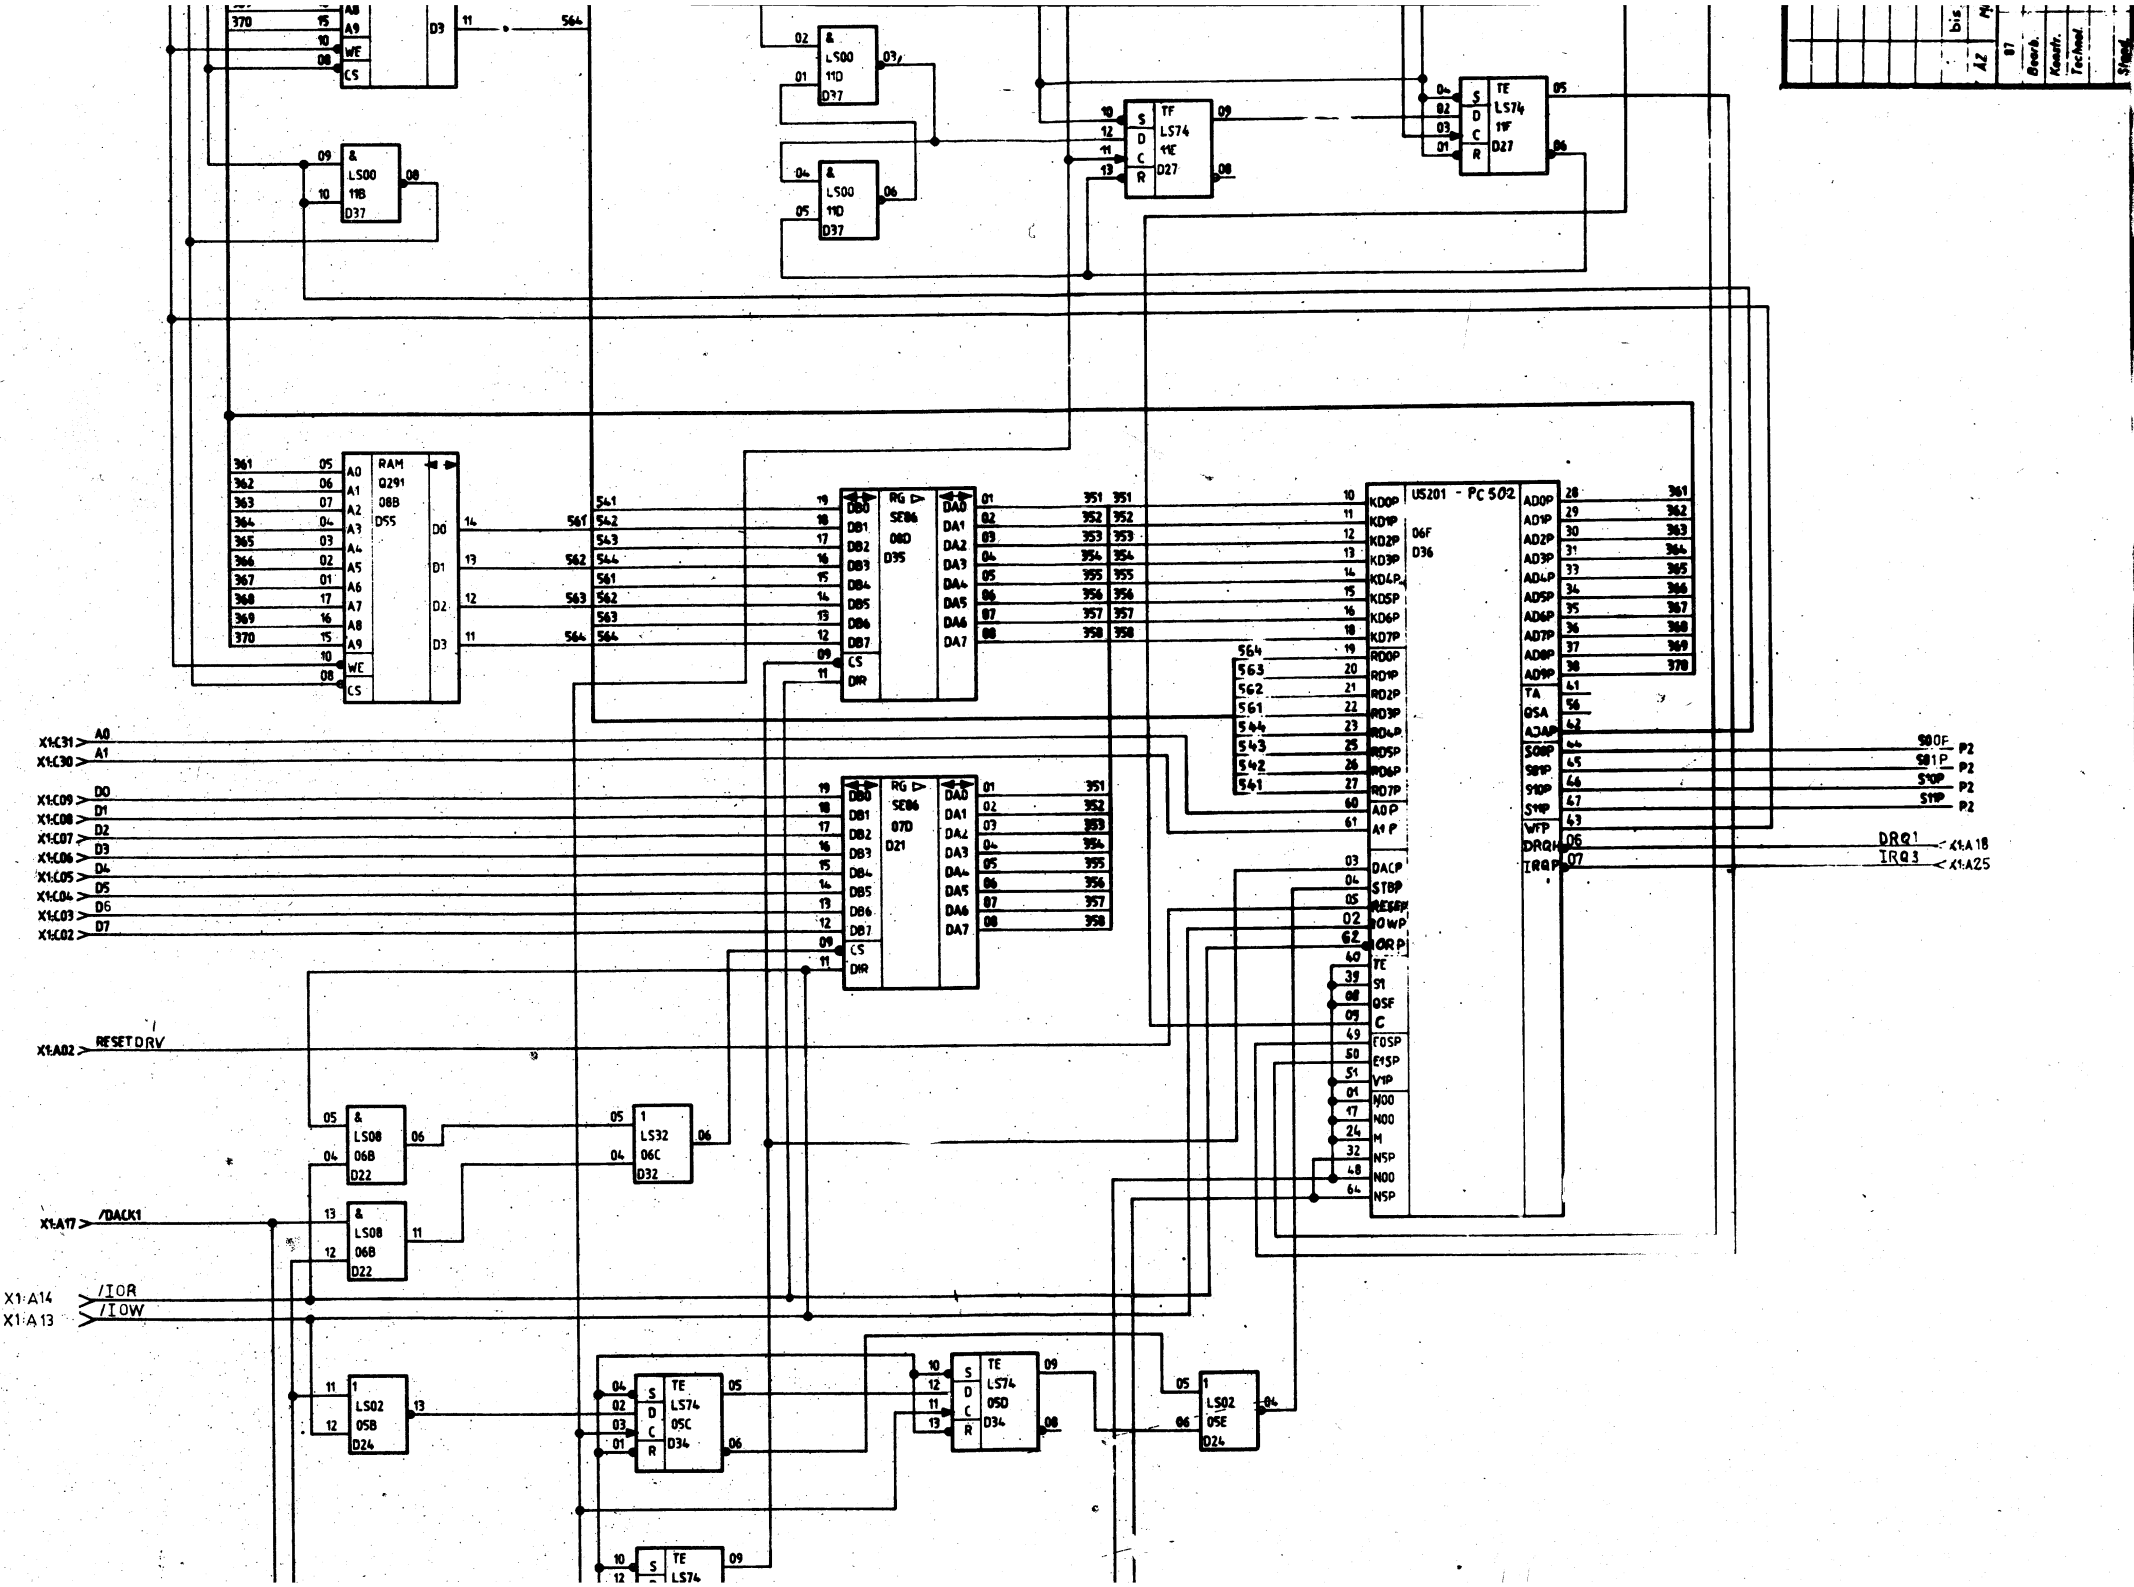 370 15 A9 D3 11 564
10 WE
08 CS
02 & 03
LS00
01 11D
D37
04 & 
LS00 06
05 11D
D37
09 & 08
LS00
10 11B
D37
10 S TF 09
12 D LS74
11 C 11E
13 R D27 08
04 S TE 05
02 D LS74
03 C 11F
01 R D27 06
bis
AZ
87
Bearb.
Konstr.
Technol.
361 05 A0 RAM
362 06 A1 Q291
363 07 A2 08B
364 04 A3 D55 D0 14 561
365 03 A4
366 02 A5 D1 13 562
367 01 A6
368 17 A7 D2 12 563
369 16 A8
370 15 A9 D3 11 564
10 WE
08 CS
541 19 DB0 RG DA0 01 351 351
542 18 DB1 SE86 DA1 02 352 352
543 17 DB2 08D DA2 03 353 353
544 16 DB3 D35 DA3 04 354 354
561 15 DB4 DA4 05 355 355
562 14 DB5 DA5 06 356 356
563 13 DB6 DA6 07 357 357
564 12 DB7 DA7 08 358 358
09 CS
11 DIR
U5201 - PC 502
06F
D36
10 KD0P AD0P 28 361
11 KD1P AD1P 29 362
12 KD2P AD2P 30 363
13 KD3P AD3P 31 364
14 KD4P AD4P 33 365
15 KD5P AD5P 34 366
16 KD6P AD6P 35 367
18 KD7P AD7P 36 368
564 19 RD0P AD8P 37 369
563 20 RD1P AD9P 38 370
562 21 RD2P TA 41
561 22 RD3P QSA 56
544 23 RD4P 42
543 25 RD5P S00P 44 P2
542 26 RD6P S01P 45 S01P P2
541 27 RD7P S10P 46 S10P P2
60 A0P S11P 47 S11P P2
61 A1P 43
03 DACP 06 DRQ1 X1:A18
04 STBP IRQP 07 IRQ3 X1:A25
05
02 IOWP
62 IORP
40 TE
39 S1
08 QSF
09 C
49 E0SP
50 E1SP
51 V1P
01 N00
17 N00
24 M
32 N5P
48 N00
64 N5P
X1:C31 A0
X1:C30 A1
X1:C09 D0 19 DB0 RG DA0 01 351
X1:C08 D1 18 DB1 SE86 DA1 02 352
X1:C07 D2 17 DB2 07D DA2 03 353
X1:C06 D3 16 DB3 D21 DA3 04 354
X1:C05 D4 15 DB4 DA4 05 355
X1:C04 D5 14 DB5 DA5 06 356
X1:C03 D6 13 DB6 DA6 07 357
X1:C02 D7 12 DB7 DA7 08 358
09 CS
11 DIR
X1:A02 RESET DRV
05 & 06
LS08
04 06B
D22
05 1 06
LS32
04 06C
D32
X1:A17 /DACK1 13 & 11
LS08
12 06B
D22
X1:A14 /IOR
X1:A13 /IOW
11 1 13
LS02
12 05B
D24
04 S TE 05
02 D LS74
03 C 05C
01 R D34 06
10 S TE 09
12 D LS74
11 C 05D
13 R D34 08
05 1 04
LS02
06 05E
D24
10 S TE 09
12 LS74